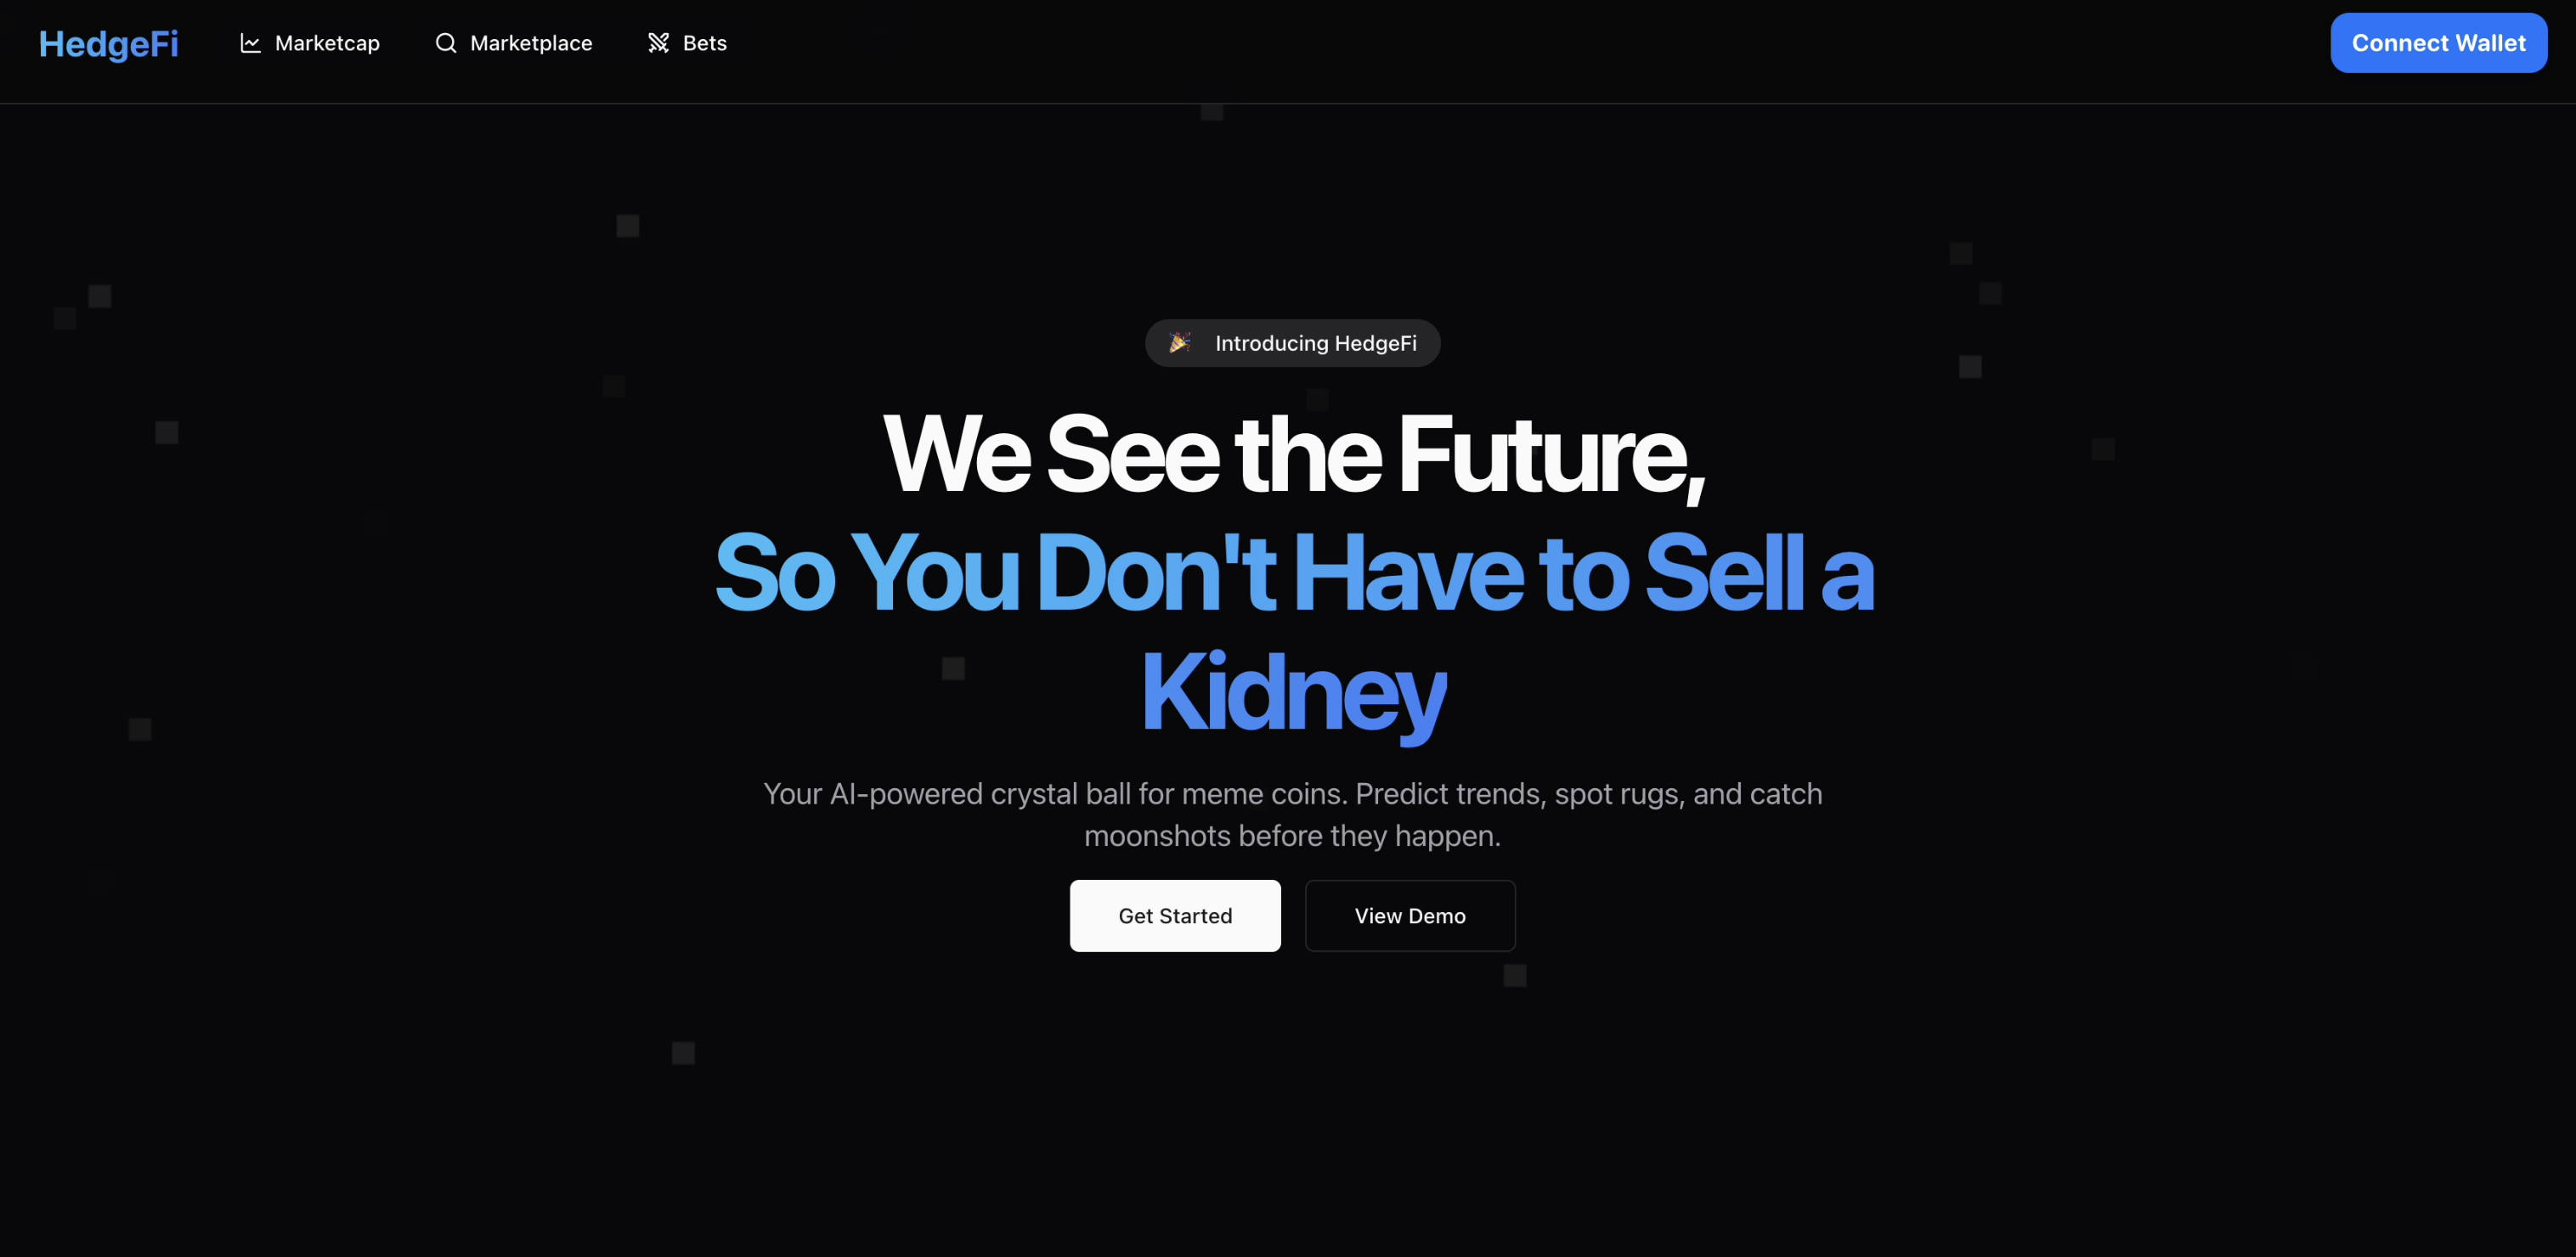 HedgeFi
Marketcap
Marketplace
Bets
Connect Wallet
Introducing HedgeFi
We See the Future,
So You Don't Have to Sell a
Kidney
Your AI-powered crystal ball for meme coins. Predict trends, spot rugs, and catch
moonshots before they happen.
Get Started
View Demo